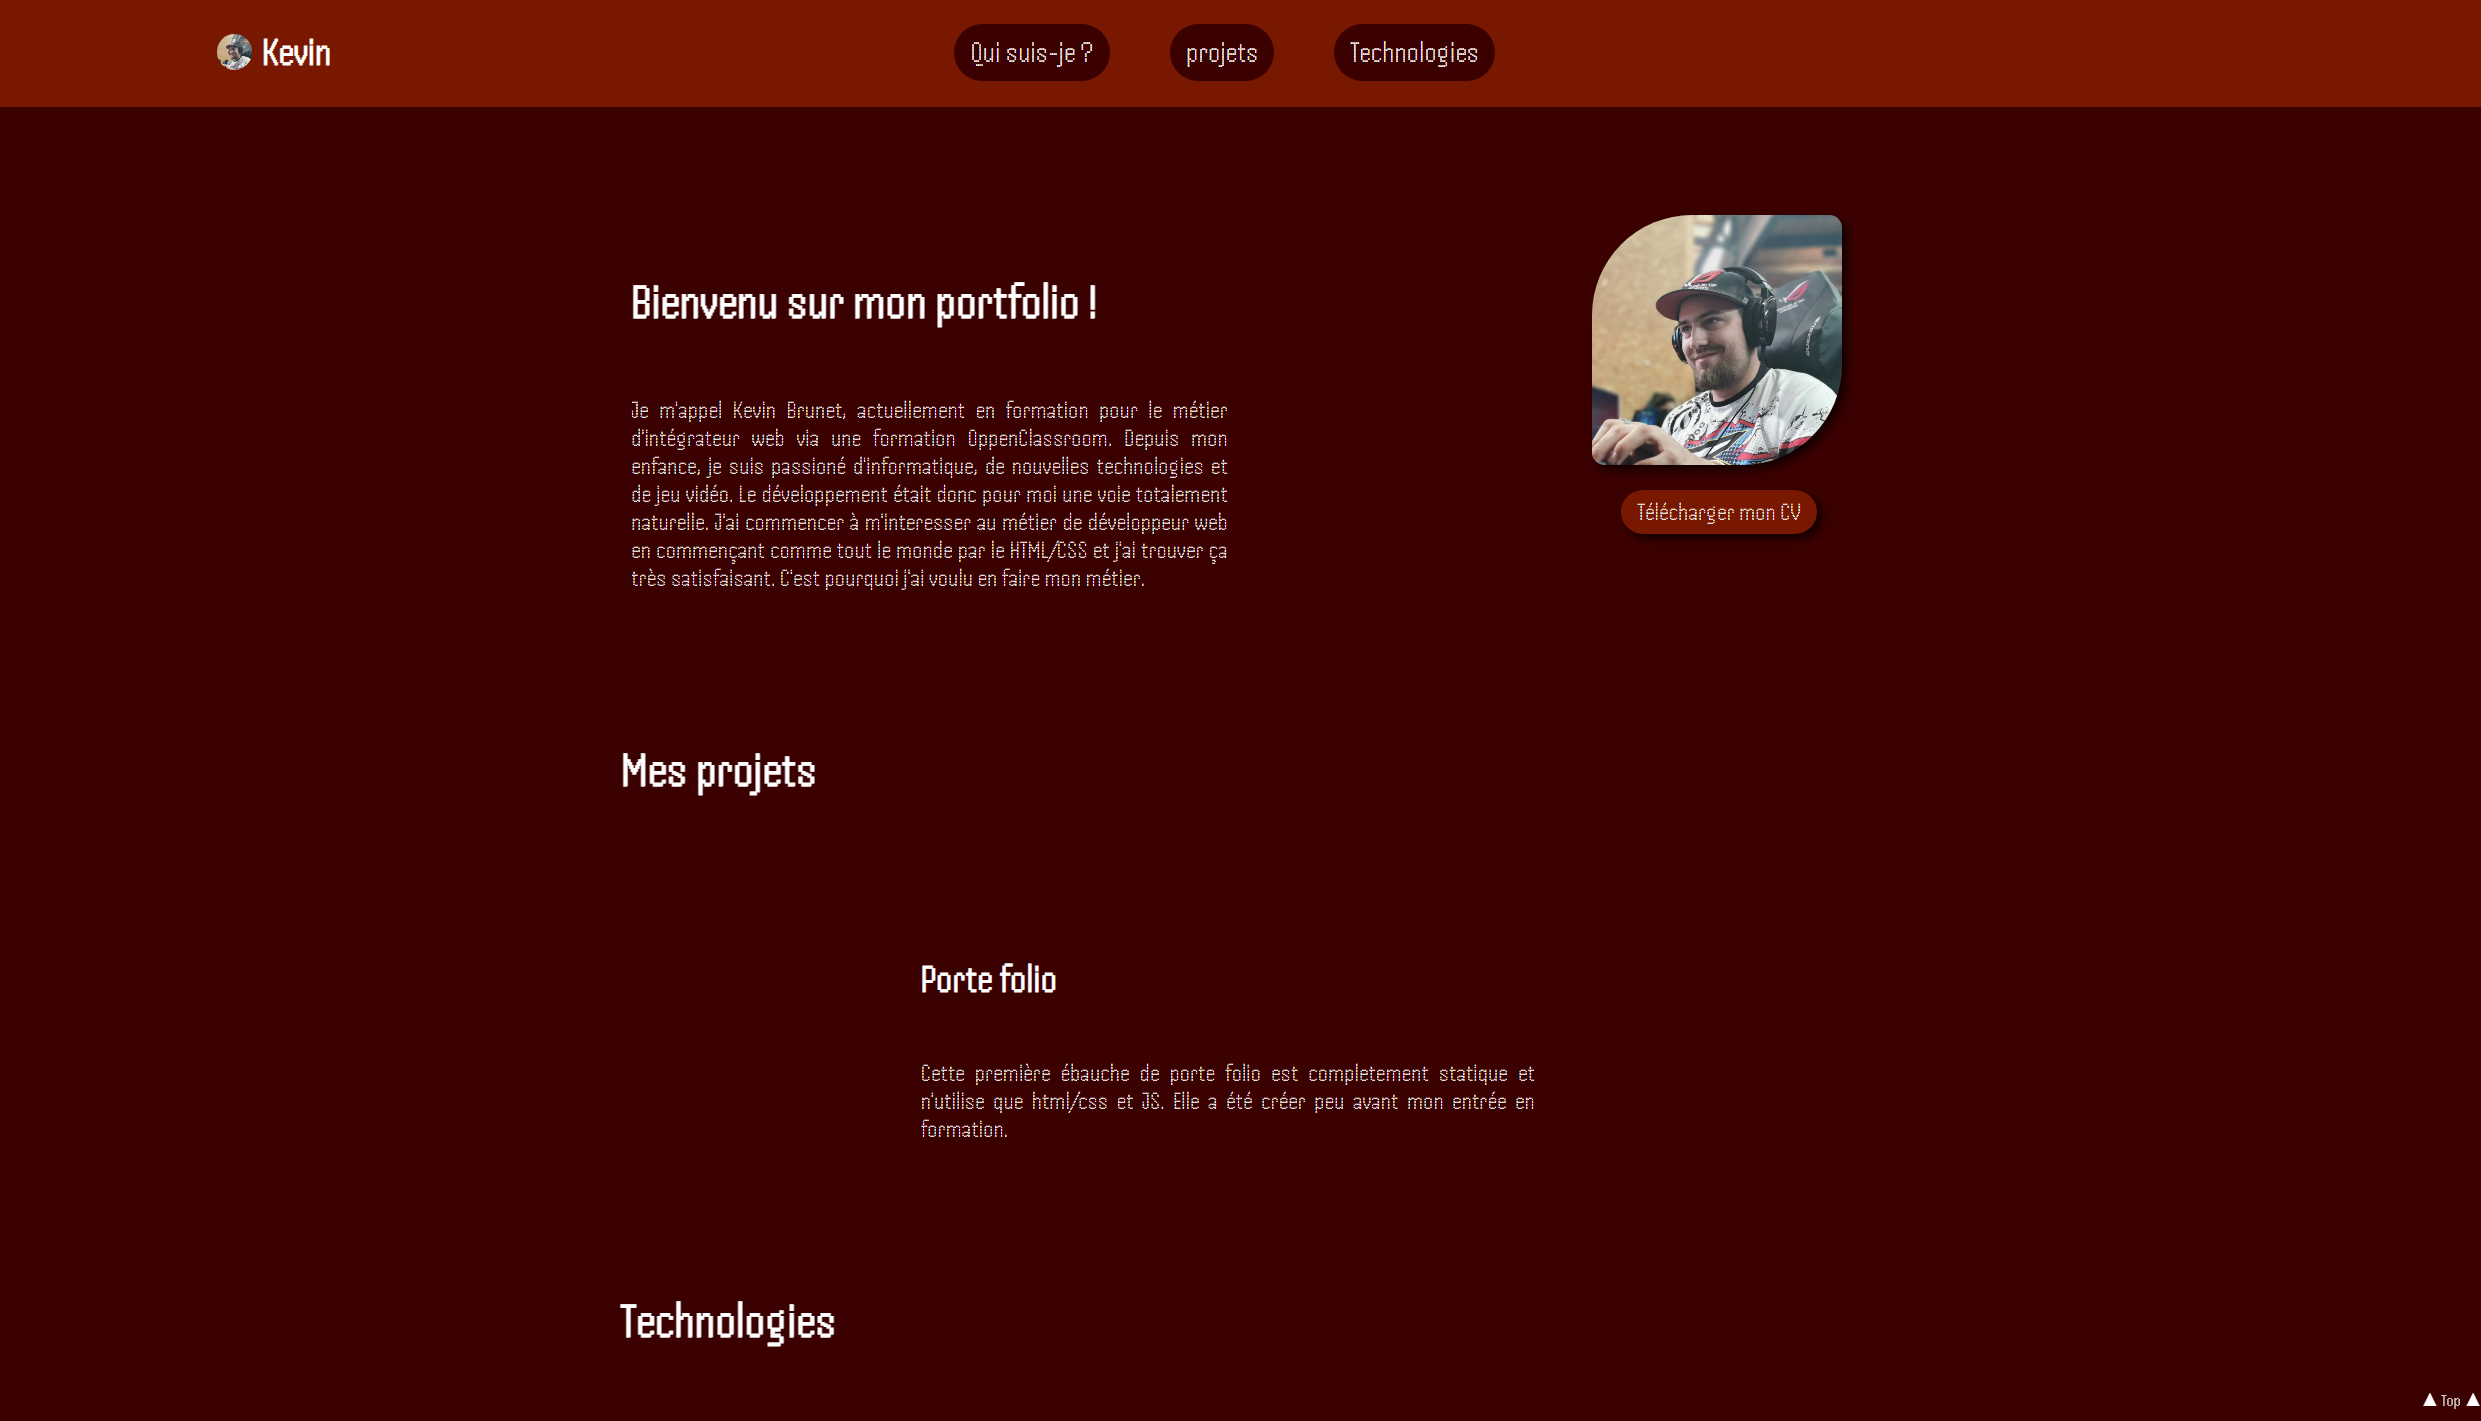 Kevin
Qui suis-je ?
projets
Technologies
Bienvenu sur mon portfolio !
Je m'appel Kevin Brunet, actuellement en formation pour le métier
d'intégrateur web via une formation OppenClassroom. Depuis mon
enfance, je suis passioné d'informatique, de nouvelles technologies et
de jeu vidéo. Le développement était donc pour moi une voie totalement
naturelle. J'ai commencer à m'interesser au métier de développeur web
en commençant comme tout le monde par le HTML/CSS et j'ai trouver ça
très satisfaisant. C'est pourquoi j'ai voulu en faire mon métier.
Télécharger mon CV
Mes projets
Porte folio
Cette première ébauche de porte folio est completement statique et
n'utilise que html/css et JS. Elle a été créer peu avant mon entrée en
formation.
Technologies
▲ Top ▲